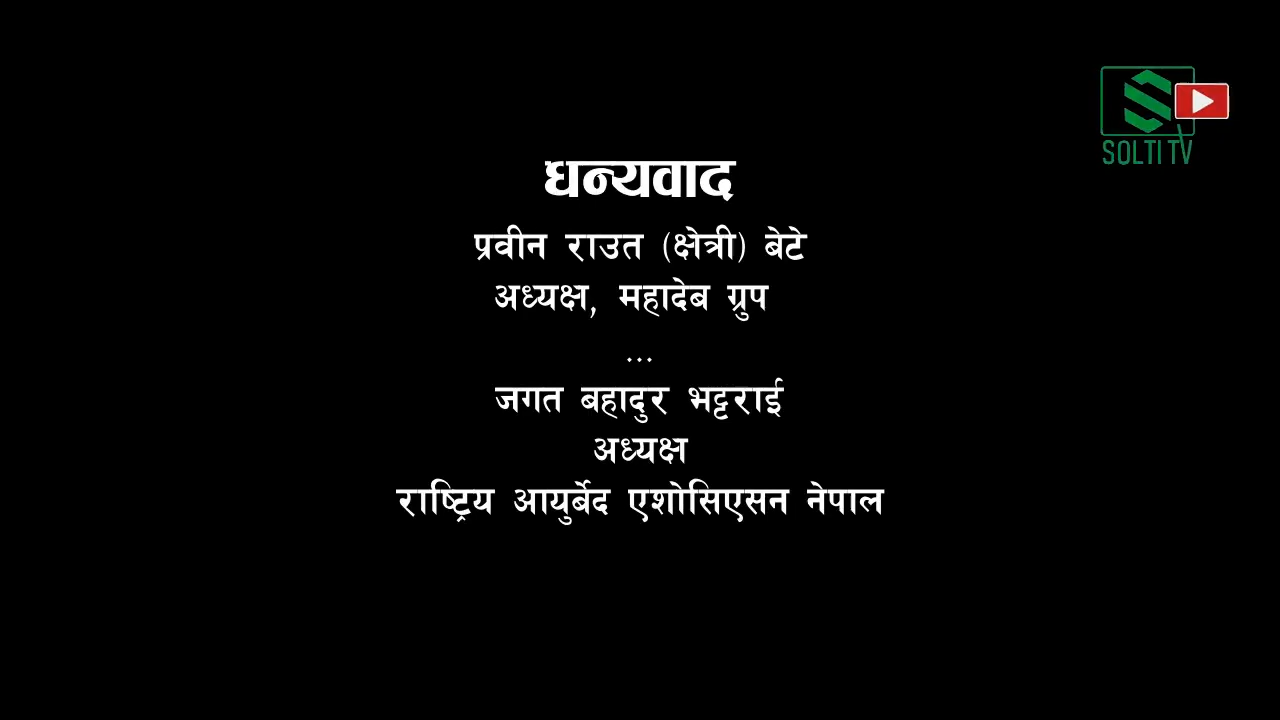 SOLTI TV
धन्यवाद
प्रवीन राउत (क्षेत्री) बेटे
अध्यक्ष, महादेब ग्रुप
...
जगत बहादुर भट्टराई
अध्यक्ष
राष्ट्रिय आयुर्बेद एशोसिएसन नेपाल